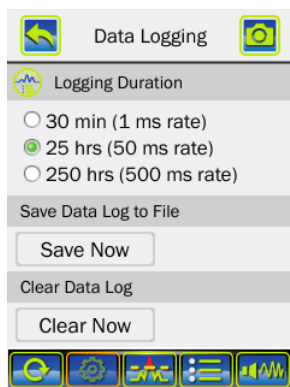 Data Logging
Logging Duration
30 min (1 ms rate)
25 hrs (50 ms rate)
250 hrs (500 ms rate)
Save Data Log to File
Save Now
Clear Data Log
Clear Now